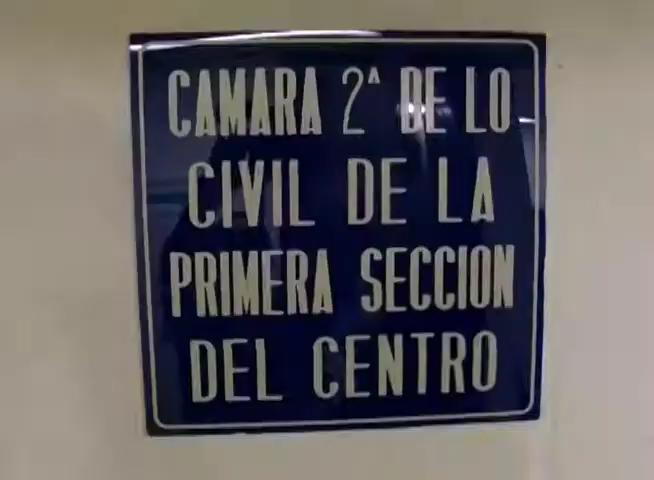 CAMARA 2ª DE LO
CIVIL DE LA
PRIMERA SECCION
DEL CENTRO